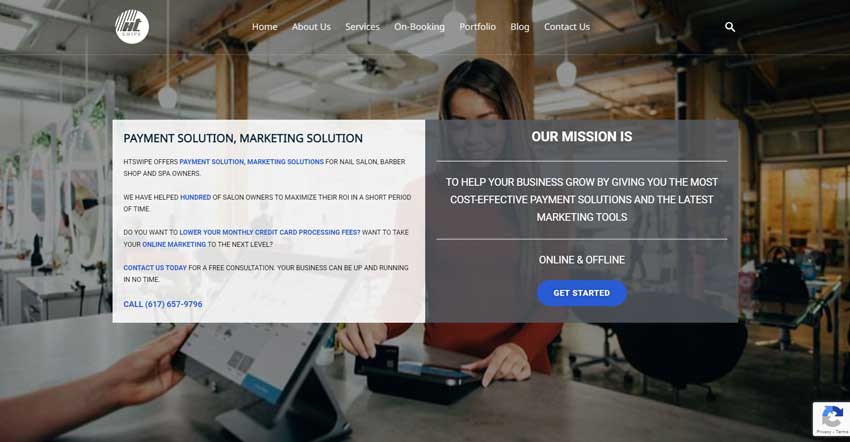 HT
SWIPE
Home About Us Services On-Booking Portfolio Blog Contact Us
PAYMENT SOLUTION, MARKETING SOLUTION
HTSWIPE OFFERS PAYMENT SOLUTION, MARKETING SOLUTIONS FOR NAIL SALON, BARBER
SHOP AND SPA OWNERS.
WE HAVE HELPED HUNDRED OF SALON OWNERS TO MAXIMIZE THEIR ROI IN A SHORT PERIOD
OF TIME.
DO YOU WANT TO LOWER YOUR MONTHLY CREDIT CARD PROCESSING FEES? WANT TO TAKE
YOUR ONLINE MARKETING TO THE NEXT LEVEL?
CONTACT US TODAY FOR A FREE CONSULTATION. YOUR BUSINESS CAN BE UP AND RUNNING
IN NO TIME.
CALL (617) 657-9796
OUR MISSION IS
TO HELP YOUR BUSINESS GROW BY GIVING YOU THE MOST
COST-EFFECTIVE PAYMENT SOLUTIONS AND THE LATEST
MARKETING TOOLS
ONLINE & OFFLINE
GET STARTED
Privacy - Terms